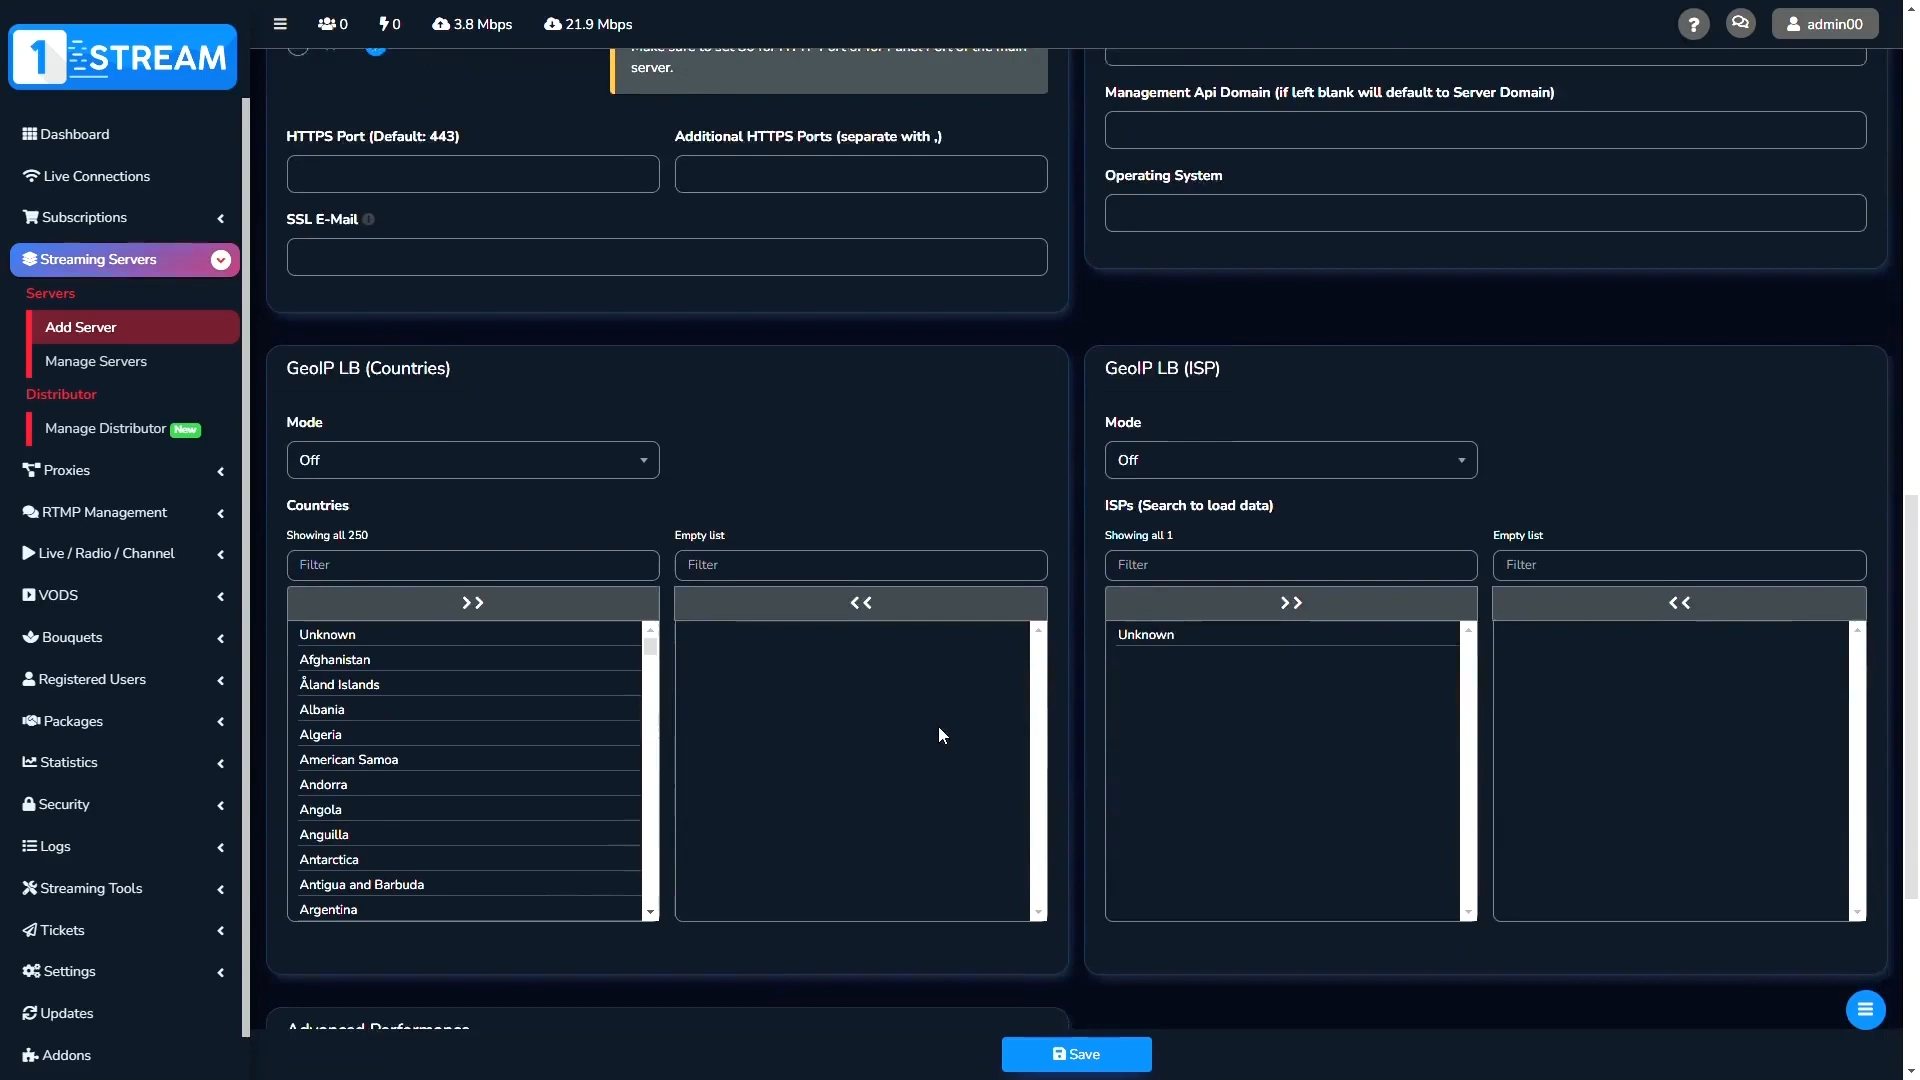 1 STREAM
0
0
3.8 Mbps
21.9 Mbps
?
admin00
Dashboard
Live Connections
Subscriptions
Streaming Servers
Servers
Add Server
Manage Servers
Distributor
Manage Distributor New
Proxies
RTMP Management
Live / Radio / Channel
VODS
Bouquets
Registered Users
Packages
Statistics
Security
Logs
Streaming Tools
Tickets
Settings
Updates
Addons
server.
HTTPS Port (Default: 443)
Additional HTTPS Ports (separate with ,)
SSL E-Mail
Management Api Domain (if left blank will default to Server Domain)
Operating System
GeoIP LB (Countries)
Mode
Off
Countries
Showing all 250
Filter
>>
Unknown
Afghanistan
Åland Islands
Albania
Algeria
American Samoa
Andorra
Angola
Anguilla
Antarctica
Antigua and Barbuda
Argentina
Empty list
Filter
<<
GeoIP LB (ISP)
Mode
Off
ISPs (Search to load data)
Showing all 1
Filter
>>
Unknown
Empty list
Filter
<<
Advanced Performance
Save